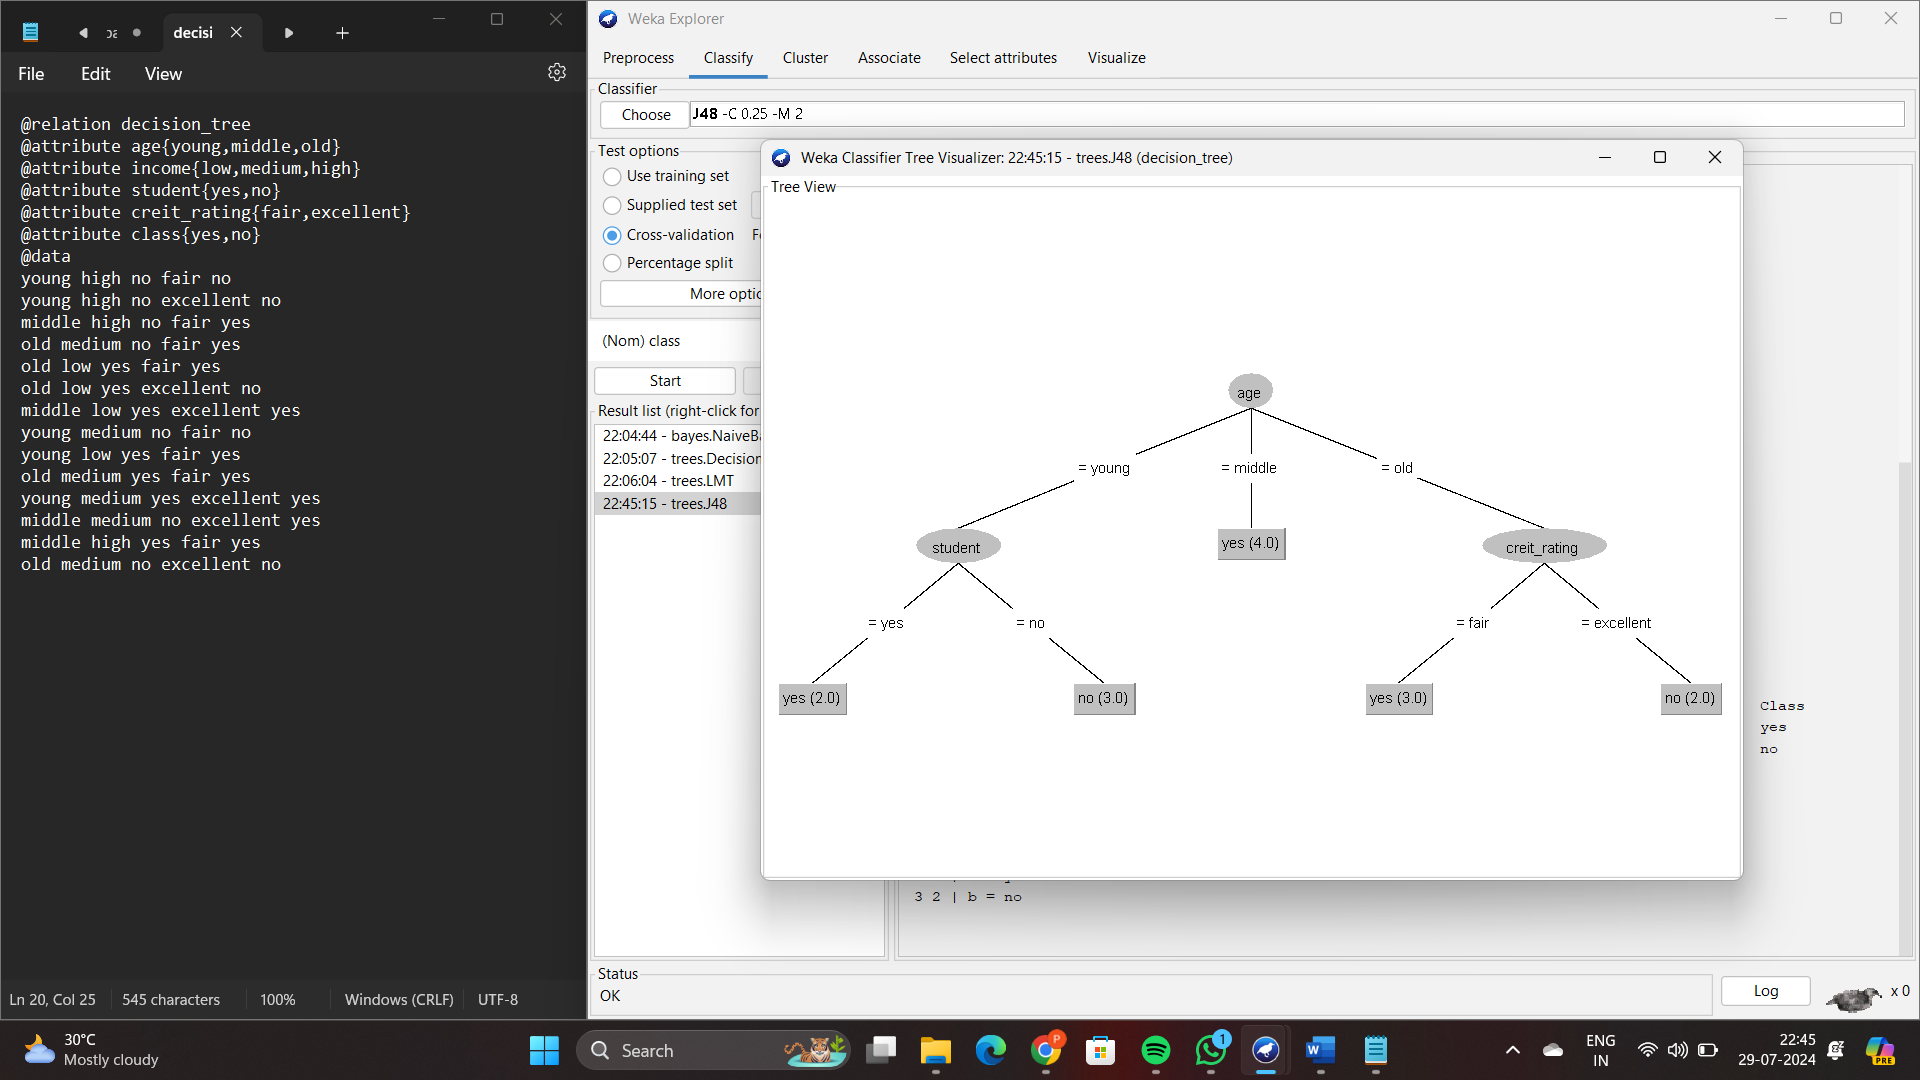 decisi
File Edit View
@relation decision_tree
@attribute age{young,middle,old}
@attribute income{low,medium,high}
@attribute student{yes,no}
@attribute creit_rating{fair,excellent}
@attribute class{yes,no}
@data
young high no fair no
young high no excellent no
middle high no fair yes
old medium no fair yes
old low yes fair yes
old low yes excellent no
middle low yes excellent yes
young medium no fair no
young low yes fair yes
old medium yes fair yes
young medium yes excellent yes
middle medium no excellent yes
middle high yes fair yes
old medium no excellent no
Ln 20, Col 25 545 characters 100% Windows (CRLF) UTF-8
Weka Explorer
Preprocess Classify Cluster Associate Select attributes Visualize
Classifier
Choose J48 -C 0.25 -M 2
Test options
Use training set
Supplied test set
Cross-validation
Percentage split
More
(Nom) class
Start
Result list (right-click for
22:04:44 - bayes.NaiveB
22:05:07 - trees.Decision
22:06:04 - trees.LMT
22:45:15 - trees.J48
Weka Classifier Tree Visualizer: 22:45:15 - trees.J48 (decision_tree)
Tree View
age
= young = middle = old
student yes (4.0) creit_rating
= yes = no = fair = excellent
yes (2.0) no (3.0) yes (3.0) no (2.0)
Class
yes
no
3 2 | b = no
Status
OK
Log x 0
30°C
Mostly cloudy
Search
P
1
W
ENG
IN
22:45
29-07-2024
PRE